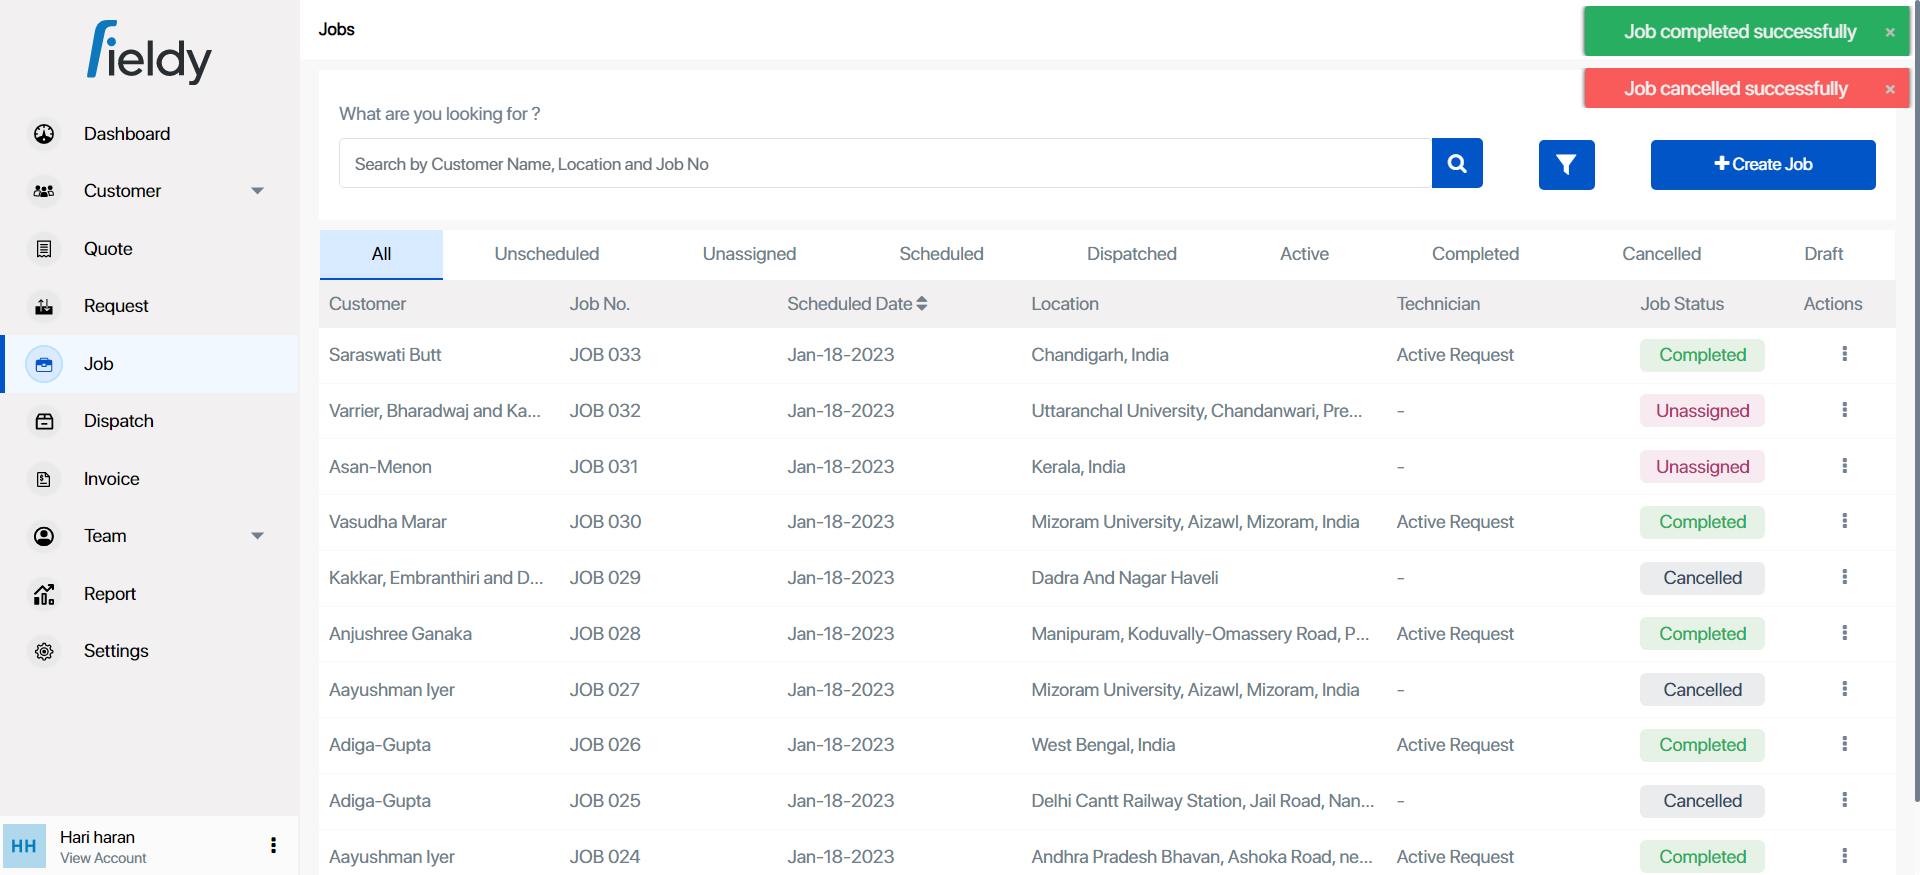 fieldy
Dashboard
Customer
Quote
Request
Job
Dispatch
Invoice
Team
Report
Settings
HH
Hari haran
View Account
Jobs
Job completed successfully ×
Job cancelled successfully ×
What are you looking for ?
Search by Customer Name, Location and Job No
Create Job
All Unscheduled Unassigned Scheduled Dispatched Active Completed Cancelled Draft
Customer Job No. Scheduled Date Location Technician Job Status Actions
Saraswati Butt JOB 033 Jan-18-2023 Chandigarh, India Active Request Completed
Varrier, Bharadwaj and Ka... JOB 032 Jan-18-2023 Uttaranchal University, Chandanwari, Pre... - Unassigned
Asan-Menon JOB 031 Jan-18-2023 Kerala, India - Unassigned
Vasudha Marar JOB 030 Jan-18-2023 Mizoram University, Aizawl, Mizoram, India Active Request Completed
Kakkar, Embranthiri and D... JOB 029 Jan-18-2023 Dadra And Nagar Haveli - Cancelled
Anjushree Ganaka JOB 028 Jan-18-2023 Manipuram, Koduvally-Omassery Road, P... Active Request Completed
Aayushman Iyer JOB 027 Jan-18-2023 Mizoram University, Aizawl, Mizoram, India - Cancelled
Adiga-Gupta JOB 026 Jan-18-2023 West Bengal, India Active Request Completed
Adiga-Gupta JOB 025 Jan-18-2023 Delhi Cantt Railway Station, Jail Road, Nan... - Cancelled
Aayushman Iyer JOB 024 Jan-18-2023 Andhra Pradesh Bhavan, Ashoka Road, ne... Active Request Completed